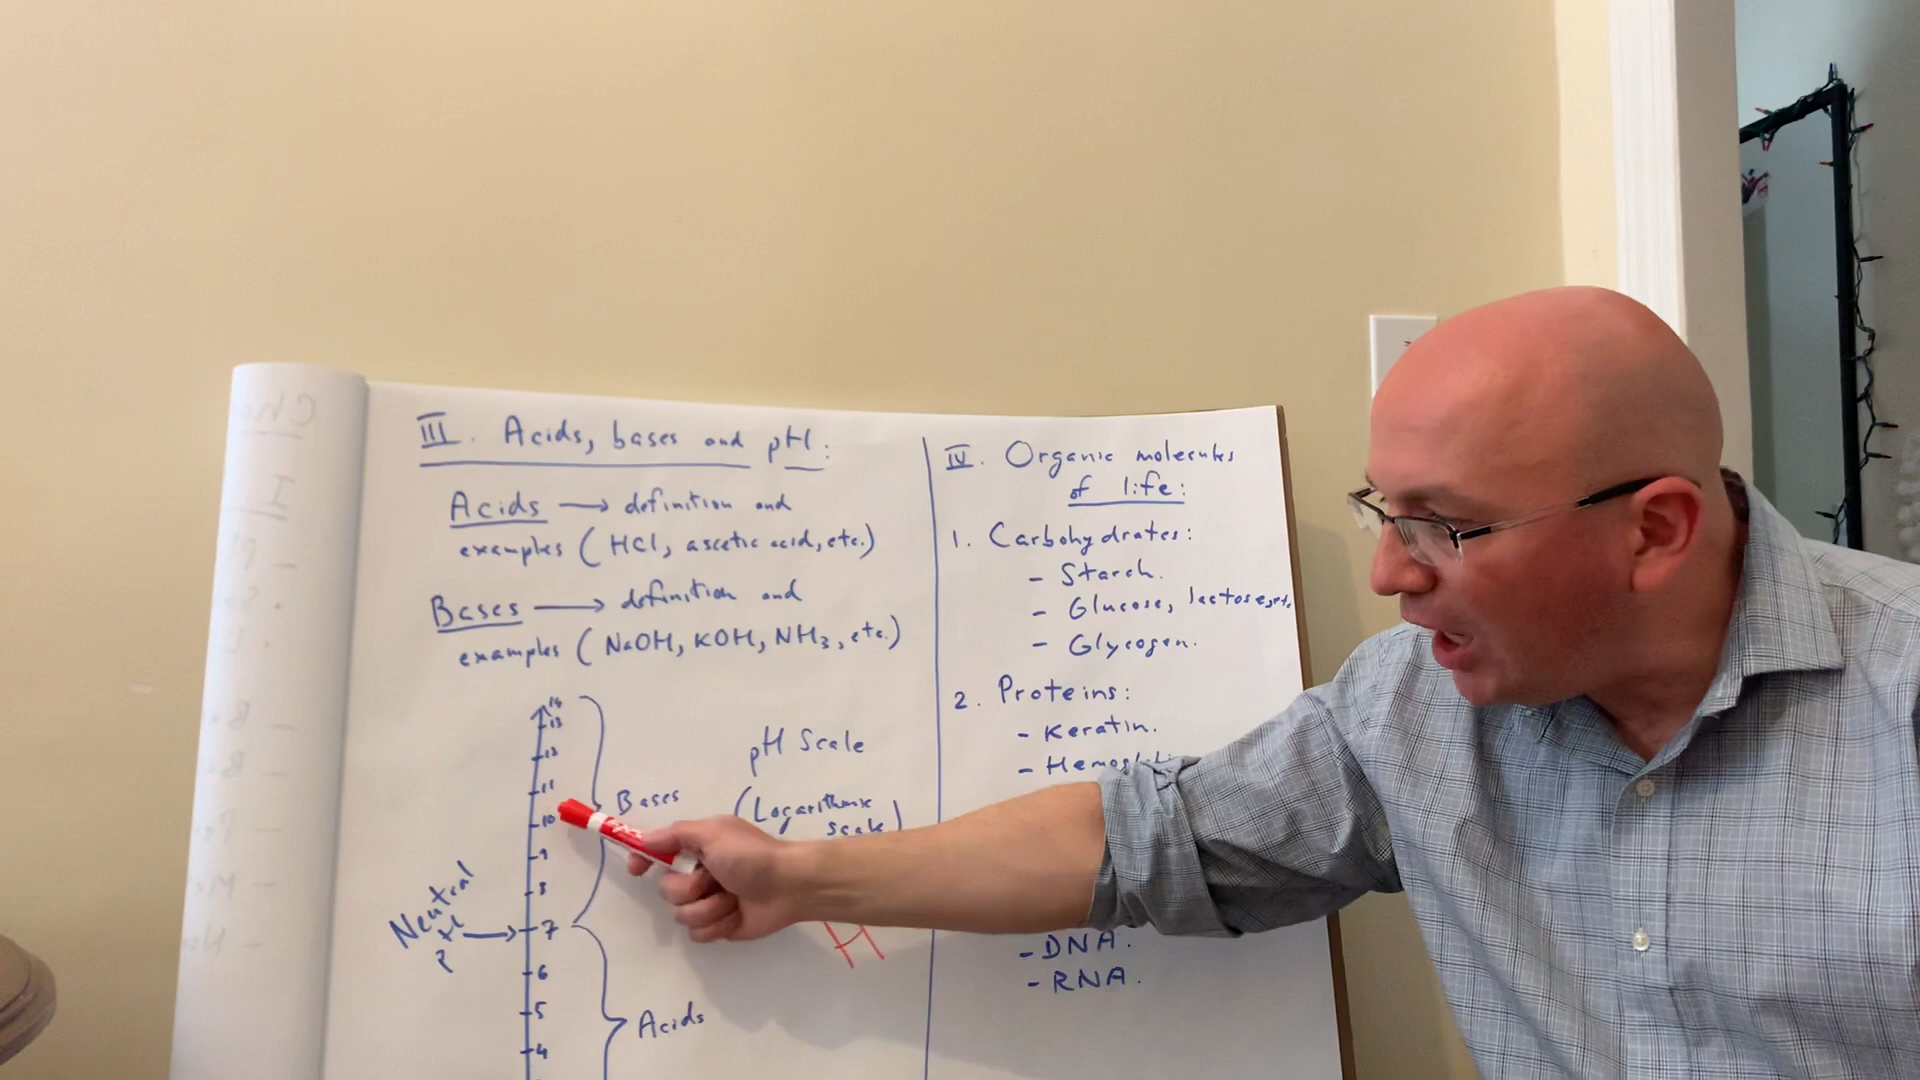 III. Acids, bases and pH:
Acids → definition and
examples (HCl, ascetic acid, etc.)
Bases → definition and
examples (NaOH, KOH, NH3, etc.)
14
13
12
11
10
9
8
7
6
5
4
Bases
Neutral
pH
Acids
pH Scale
(Logarithmic
scale)
H
IV. Organic molecules
of life:
1. Carbohydrates:
- Starch.
- Glucose, lactose, etc.
- Glycogen.
2. Proteins:
- Keratin.
- DNA.
- RNA.